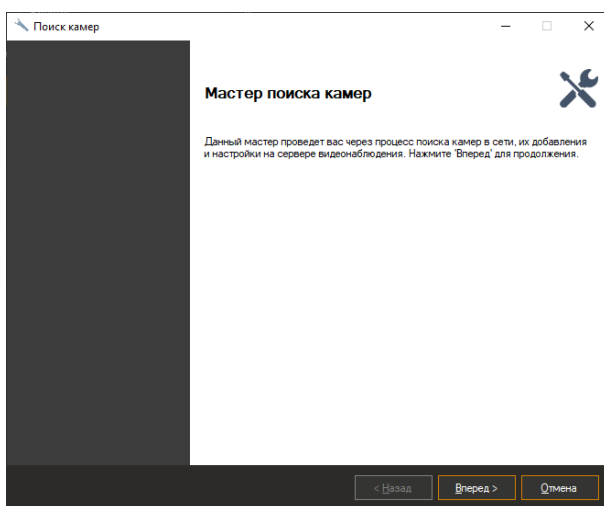 Поиск камер
Мастер поиска камер
Данный мастер проведет вас через процесс поиска камер в сети, их добавления
и настройки на сервере видеонаблюдения. Нажмите 'Вперед' для продолжения.
< Назад Вперед > Отмена